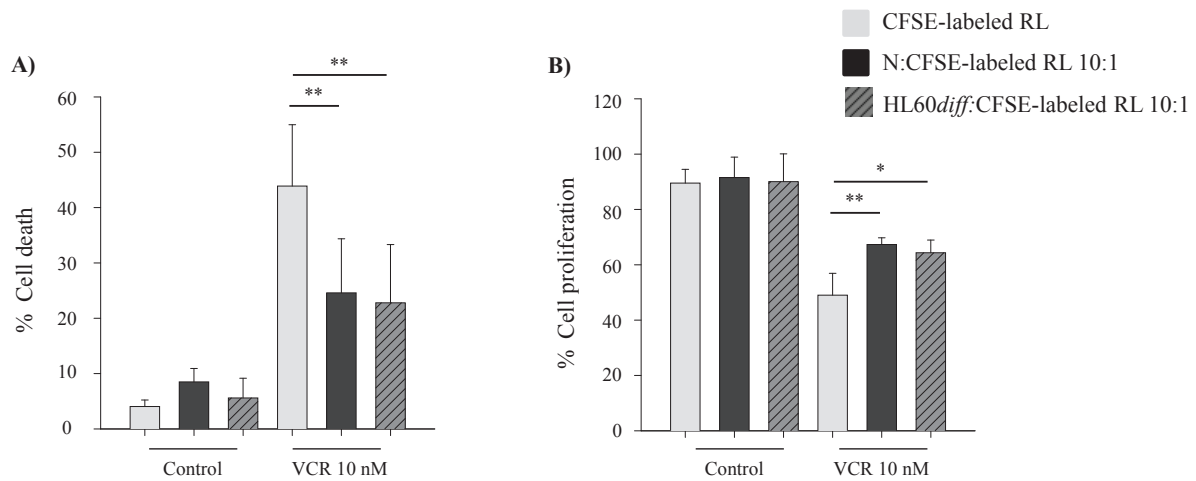 CFSE-labeled RL
N:CFSE-labeled RL 10:1
HL60diff:CFSE-labeled RL 10:1
A)
**
**
60
50
40
30
20
10
0
% Cell death
Control
VCR 10 nM
B)
*
**
120
100
80
60
40
20
0
% Cell proliferation
Control
VCR 10 nM